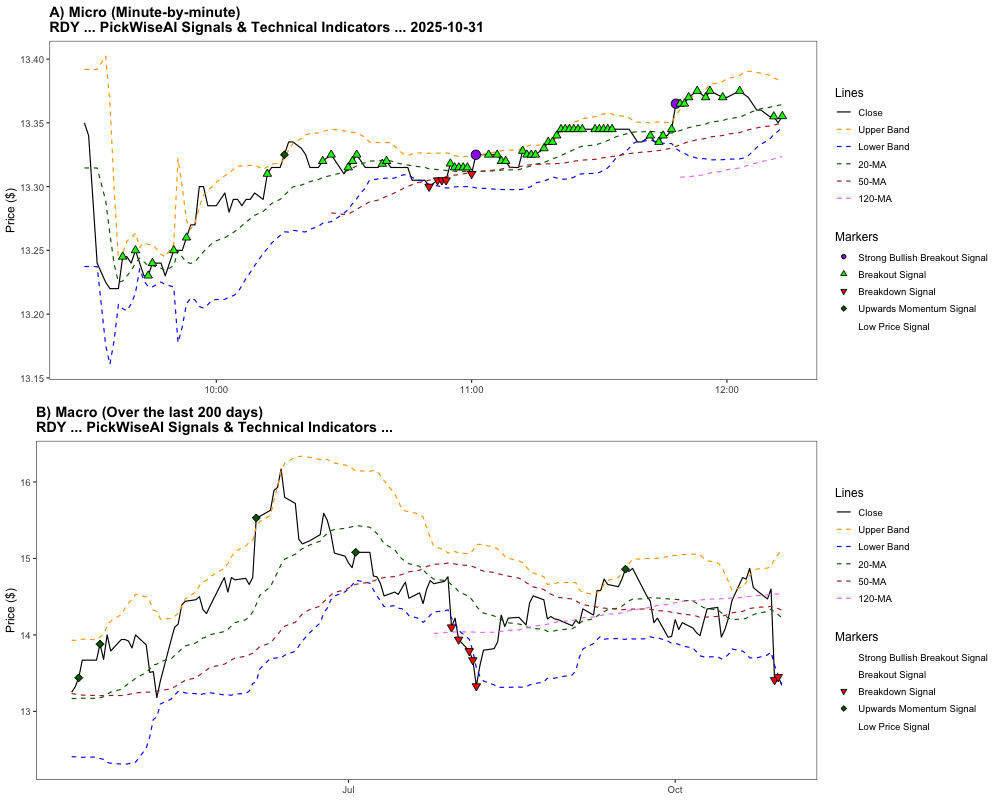 A) Micro (Minute-by-minute)
RDY ... PickWiseAI Signals & Technical Indicators ... 2025-10-31
Price ($)
13.40
13.35
13.30
13.25
13.20
13.15
10:00
11:00
12:00
Lines
Close
Upper Band
Lower Band
20-MA
50-MA
120-MA
Markers
Strong Bullish Breakout Signal
Breakout Signal
Breakdown Signal
Upwards Momentum Signal
Low Price Signal
B) Macro (Over the last 200 days)
RDY ... PickWiseAI Signals & Technical Indicators ...
Price ($)
16
15
14
13
Jul
Oct
Lines
Close
Upper Band
Lower Band
20-MA
50-MA
120-MA
Markers
Strong Bullish Breakout Signal
Breakout Signal
Breakdown Signal
Upwards Momentum Signal
Low Price Signal